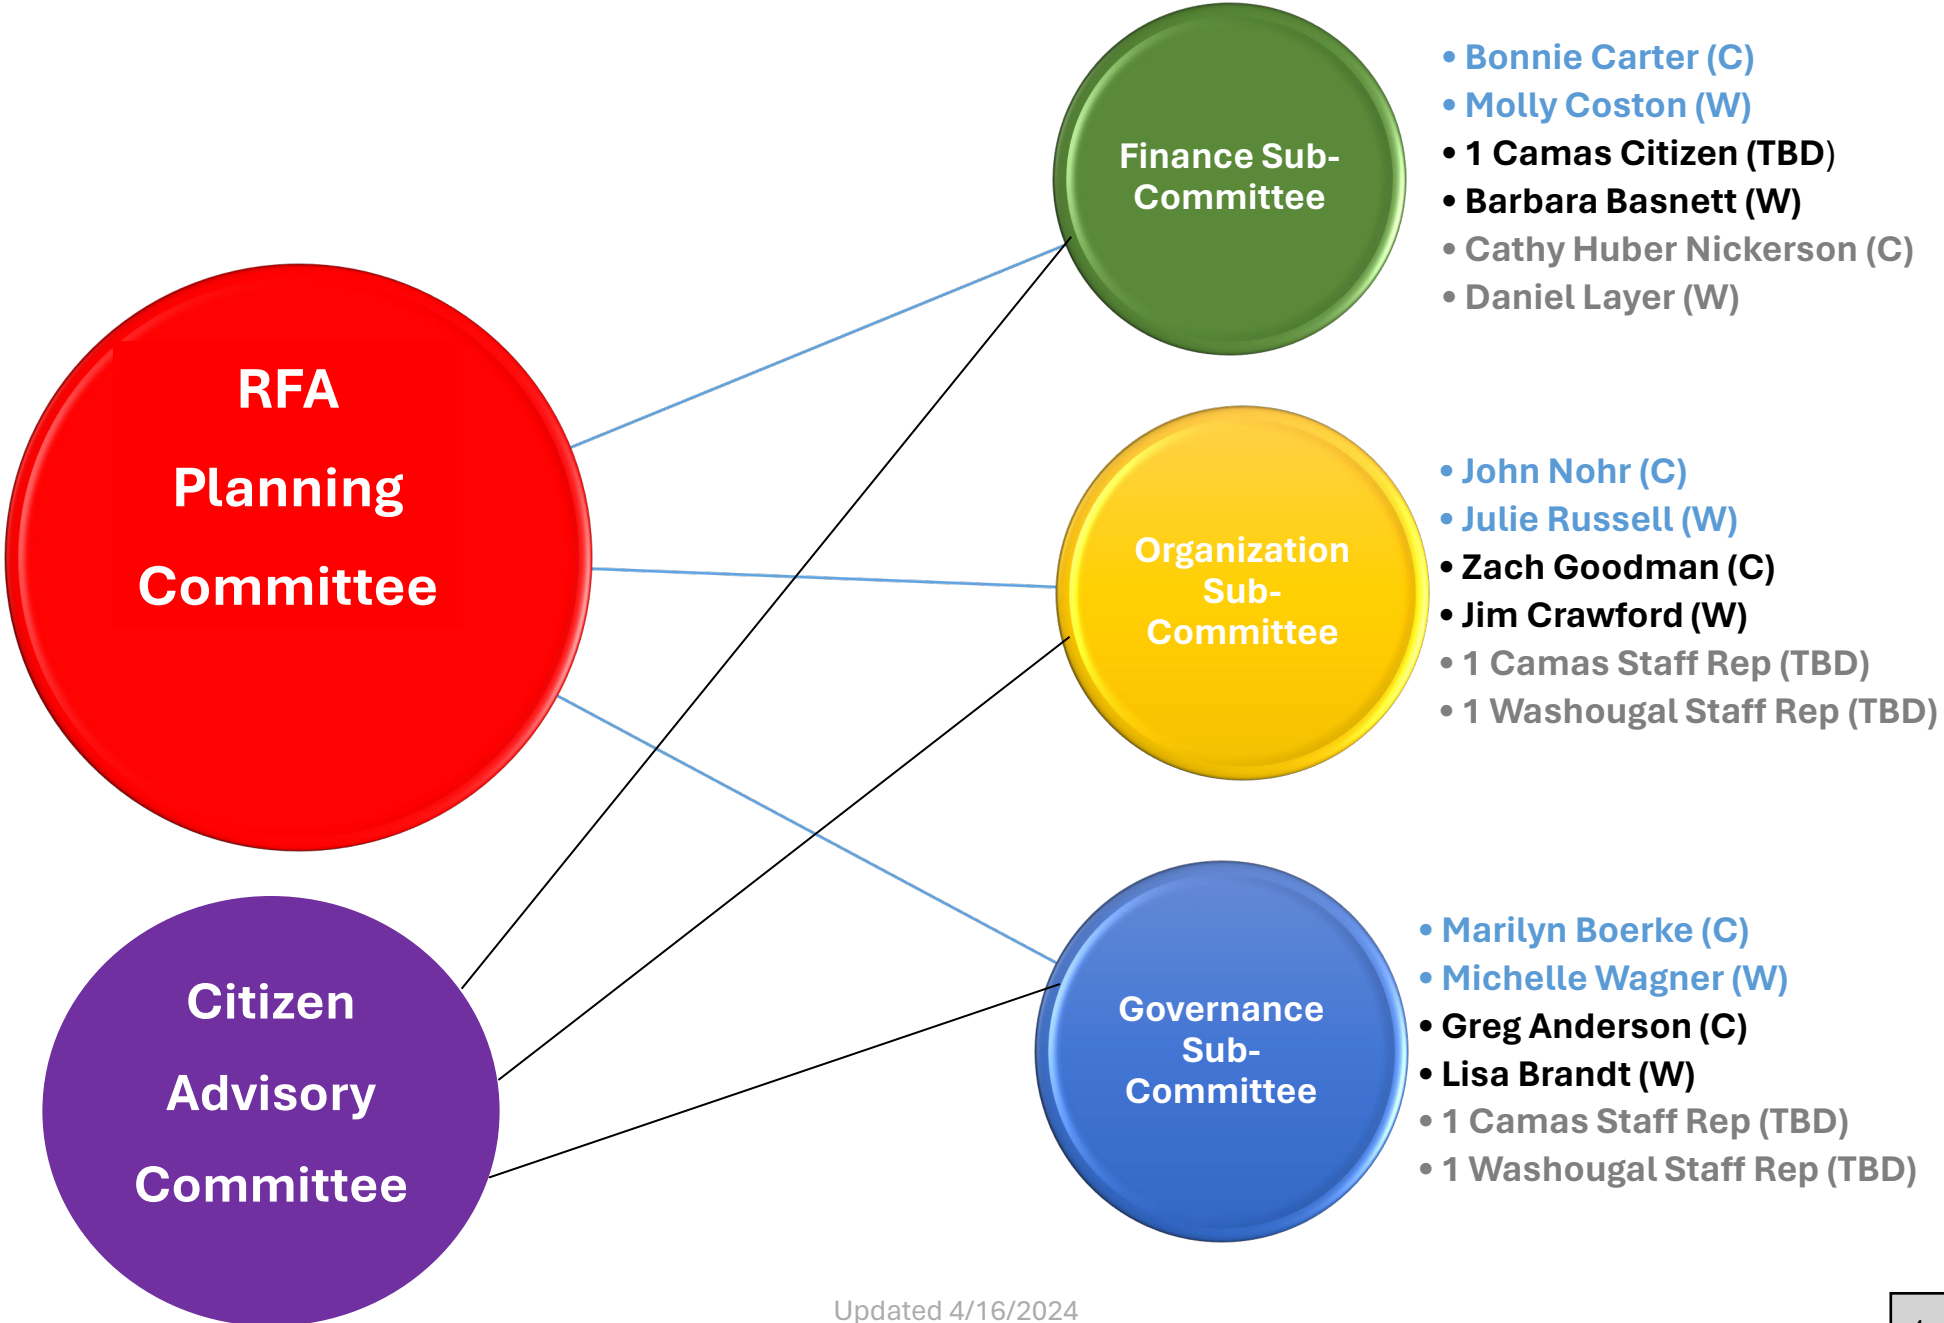 RFA
Planning
Committee
Citizen
Advisory
Committee
Finance Sub-
Committee
• Bonnie Carter (C)
• Molly Coston (W)
• 1 Camas Citizen (TBD)
• Barbara Basnett (W)
• Cathy Huber Nickerson (C)
• Daniel Layer (W)
Organization
Sub-
Committee
• John Nohr (C)
• Julie Russell (W)
• Zach Goodman (C)
• Jim Crawford (W)
• 1 Camas Staff Rep (TBD)
• 1 Washougal Staff Rep (TBD)
Governance
Sub-
Committee
• Marilyn Boerke (C)
• Michelle Wagner (W)
• Greg Anderson (C)
• Lisa Brandt (W)
• 1 Camas Staff Rep (TBD)
• 1 Washougal Staff Rep (TBD)
Updated 4/16/2024